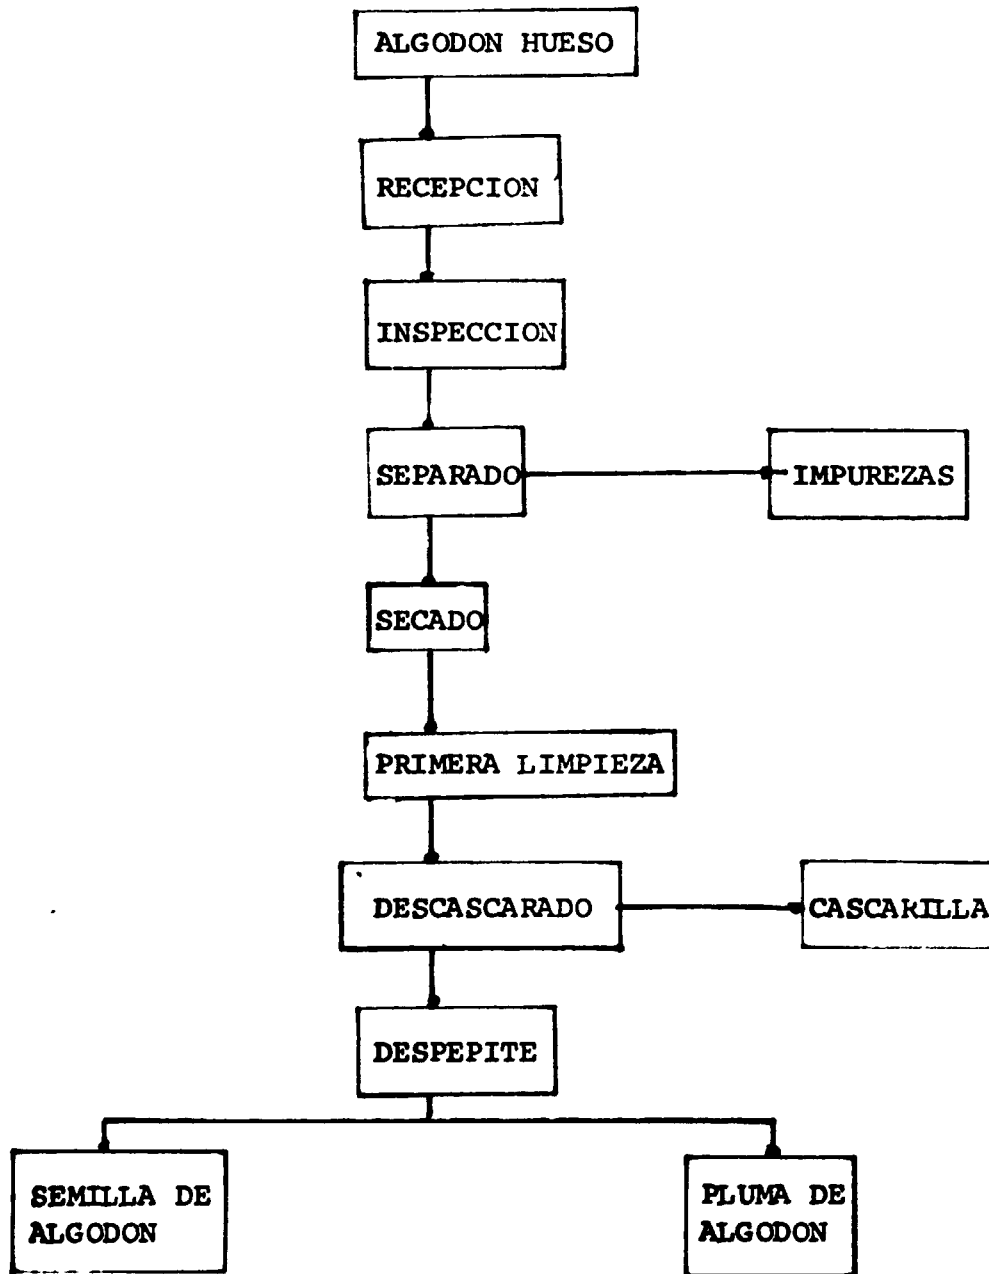 ALGODON HUESO
RECEPCION
INSPECCION
SEPARADO
IMPUREZAS
SECADO
PRIMERA LIMPIEZA
DESCASCARADO
CASCARILLA
DESPEPITE
SEMILLA DE
ALGODON
PLUMA DE
ALGODON